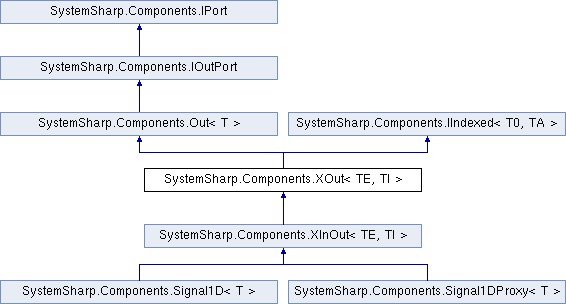 SystemSharp.Components.IPort
SystemSharp.Components.IOutPort
SystemSharp.Components.Out< T >
SystemSharp.Components.IIndexed< T0, TA >
SystemSharp.Components.XOut< TE, TI >
SystemSharp.Components.XInOut< TE, TI >
SystemSharp.Components.Signal1D< T >
SystemSharp.Components.Signal1DProxy< T >